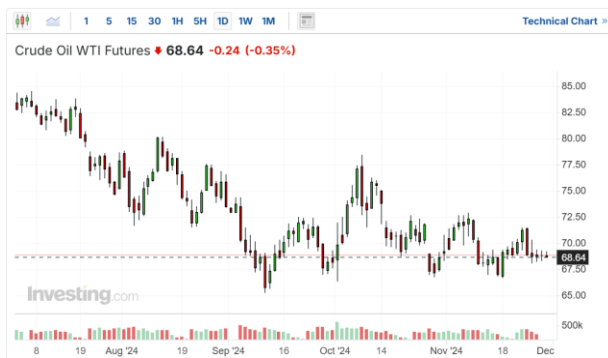 1 5 15 30 1H 5H 1D 1W 1M Technical Chart »
Crude Oil WTI Futures 68.64 -0.24 (-0.35%)
85.00
82.50
80.00
77.50
75.00
72.50
70.00
68.64
67.50
65.00
Investing.com
500k
8 19 Aug '24 19 Sep '24 16 Oct '24 14 Nov '24 18 Dec